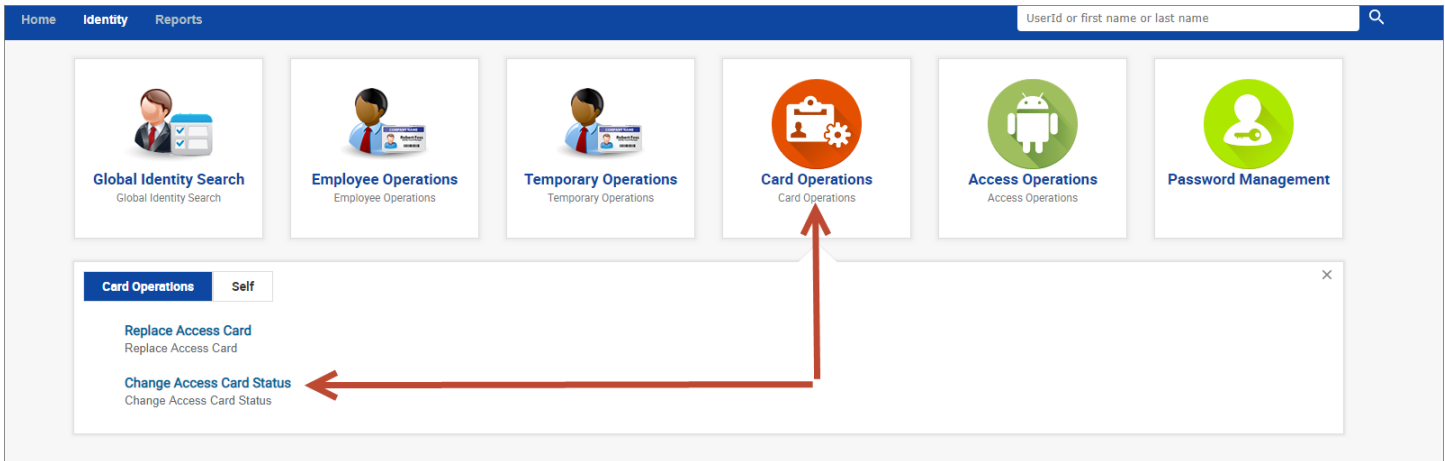 Home Identity Reports UserId or first name or last name
Global Identity Search
Global Identity Search
Employee Operations
Employee Operations
Temporary Operations
Temporary Operations
Card Operations
Card Operations
Access Operations
Access Operations
Password Management
Card Operations Self
Replace Access Card
Replace Access Card
Change Access Card Status
Change Access Card Status